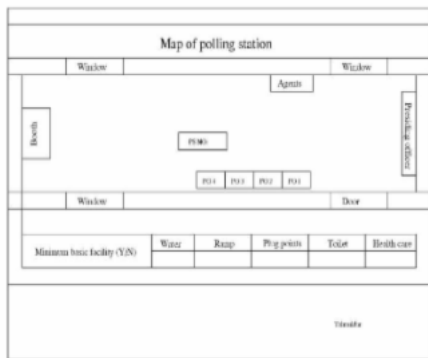 Map of polling station
Window Window
Agents
Booth
Presiding officer
PO4 PO3 PO2 PO1
Window Door
Minimum basic facility (Y/N) Water Ramp Plug points Toilet Health care